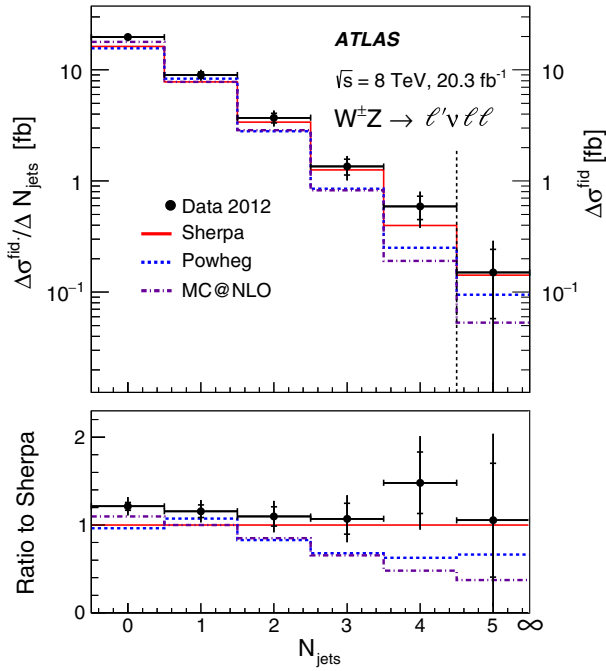 ATLAS
√s = 8 TeV, 20.3 fb⁻¹
W±Z → ℓ′ν ℓℓ
Δσfid./Δ Njets [fb]
Δσfid [fb]
10
1
10⁻¹
10
1
10⁻¹
Data 2012
Sherpa
Powheg
MC@NLO
Ratio to Sherpa
2
1
0
0 1 2 3 4 5 ∞
Njets